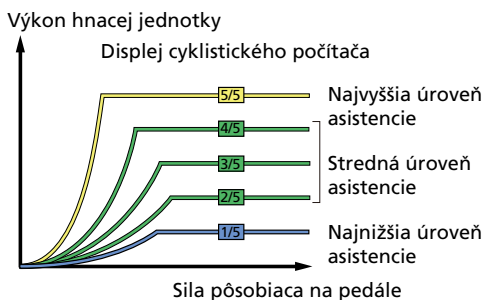 Výkon hnacej jednotky
Displej cyklistického počítača
5/5
Najvyššia úroveň
asistencie
4/5
3/5
Stredná úroveň
asistencie
2/5
1/5
Najnižšia úroveň
asistencie
Sila pôsobiaca na pedále